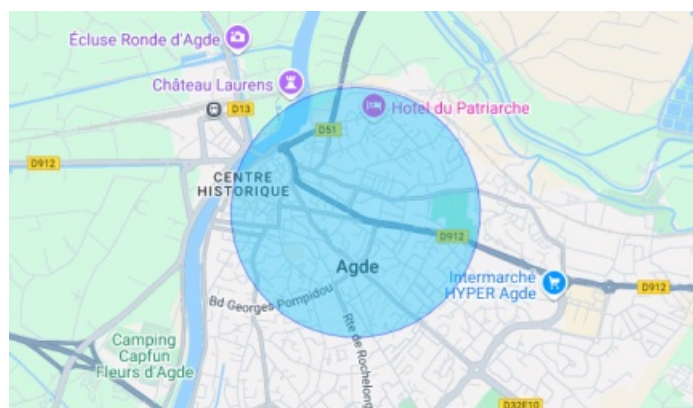 Écluse Ronde d'Agde
Château Laurens
D13
Hotel du Patriarche
D51
D912
CENTRE
HISTORIQUE
D912
Agde
Intermarché
HYPER Agde
D912
Bd Georges Pompidou
Rte de Rochelong
Camping
Capfun
Fleurs d'Agde
D32E10